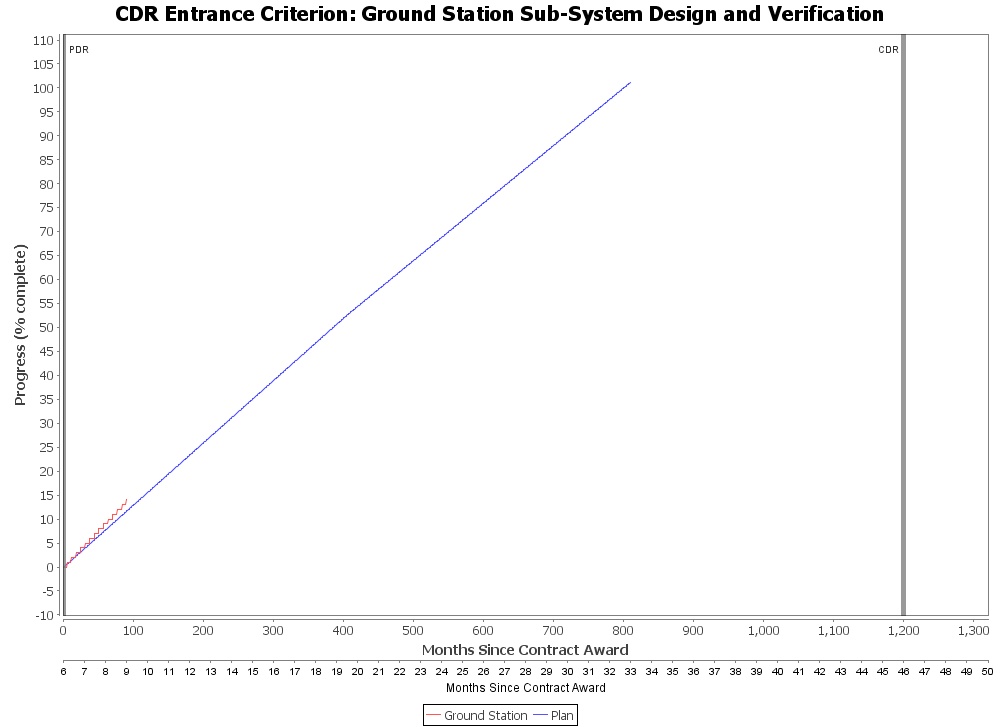 CDR Entrance Criterion: Ground Station Sub-System Design and Verification
110
105
100
95
90
85
80
75
70
65
60
55
50
45
40
35
30
25
20
15
10
5
0
-5
-10
Progress (% complete)
PDR
CDR
0 100 200 300 400 500 600 700 800 900 1,000 1,100 1,200 1,300
Months Since Contract Award
6 7 8 9 10 11 12 13 14 15 16 17 18 19 20 21 22 23 24 25 26 27 28 29 30 31 32 33 34 35 36 37 38 39 40 41 42 43 44 45 46 47 48 49 50
Months Since Contract Award
Ground Station Plan